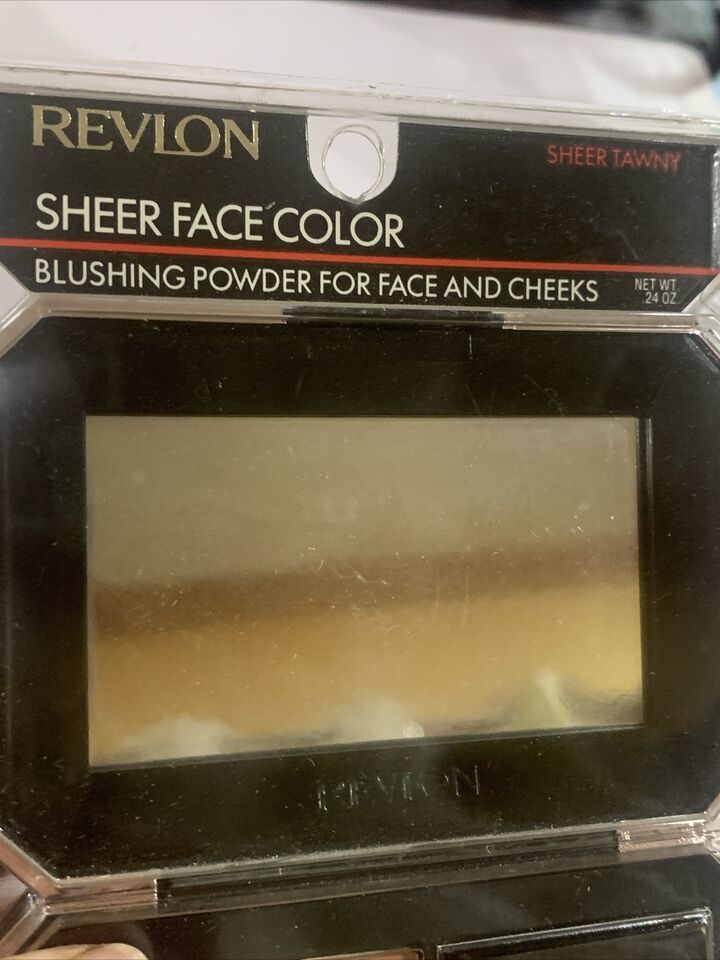 REVLON
SHEER TAWNY
SHEER FACE COLOR
BLUSHING POWDER FOR FACE AND CHEEKS
NET WT
.24 OZ
REVLON